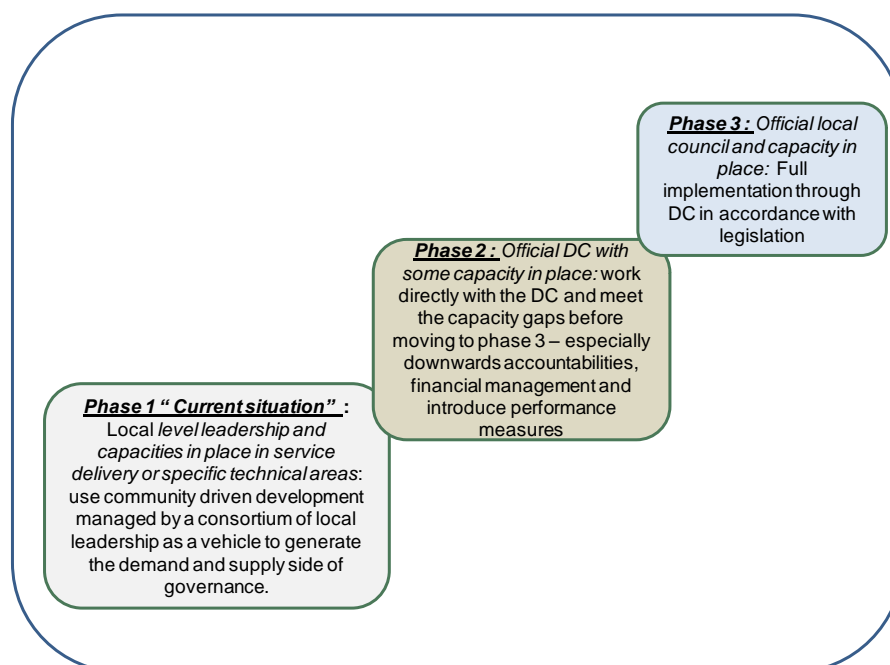 Phase 3 : Official local
council and capacity in
place: Full
implementation through
DC in accordance with
legislation
Phase 2 : Official DC with
some capacity in place: work
directly with the DC and meet
the capacity gaps before
moving to phase 3 – especially
downwards accountabilities,
financial management and
introduce performance
measures
Phase 1 “ Current situation” :
Local level leadership and
capacities in place in service
delivery or specific technical areas:
use community driven development
managed by a consortium of local
leadership as a vehicle to generate
the demand and supply side of
governance.